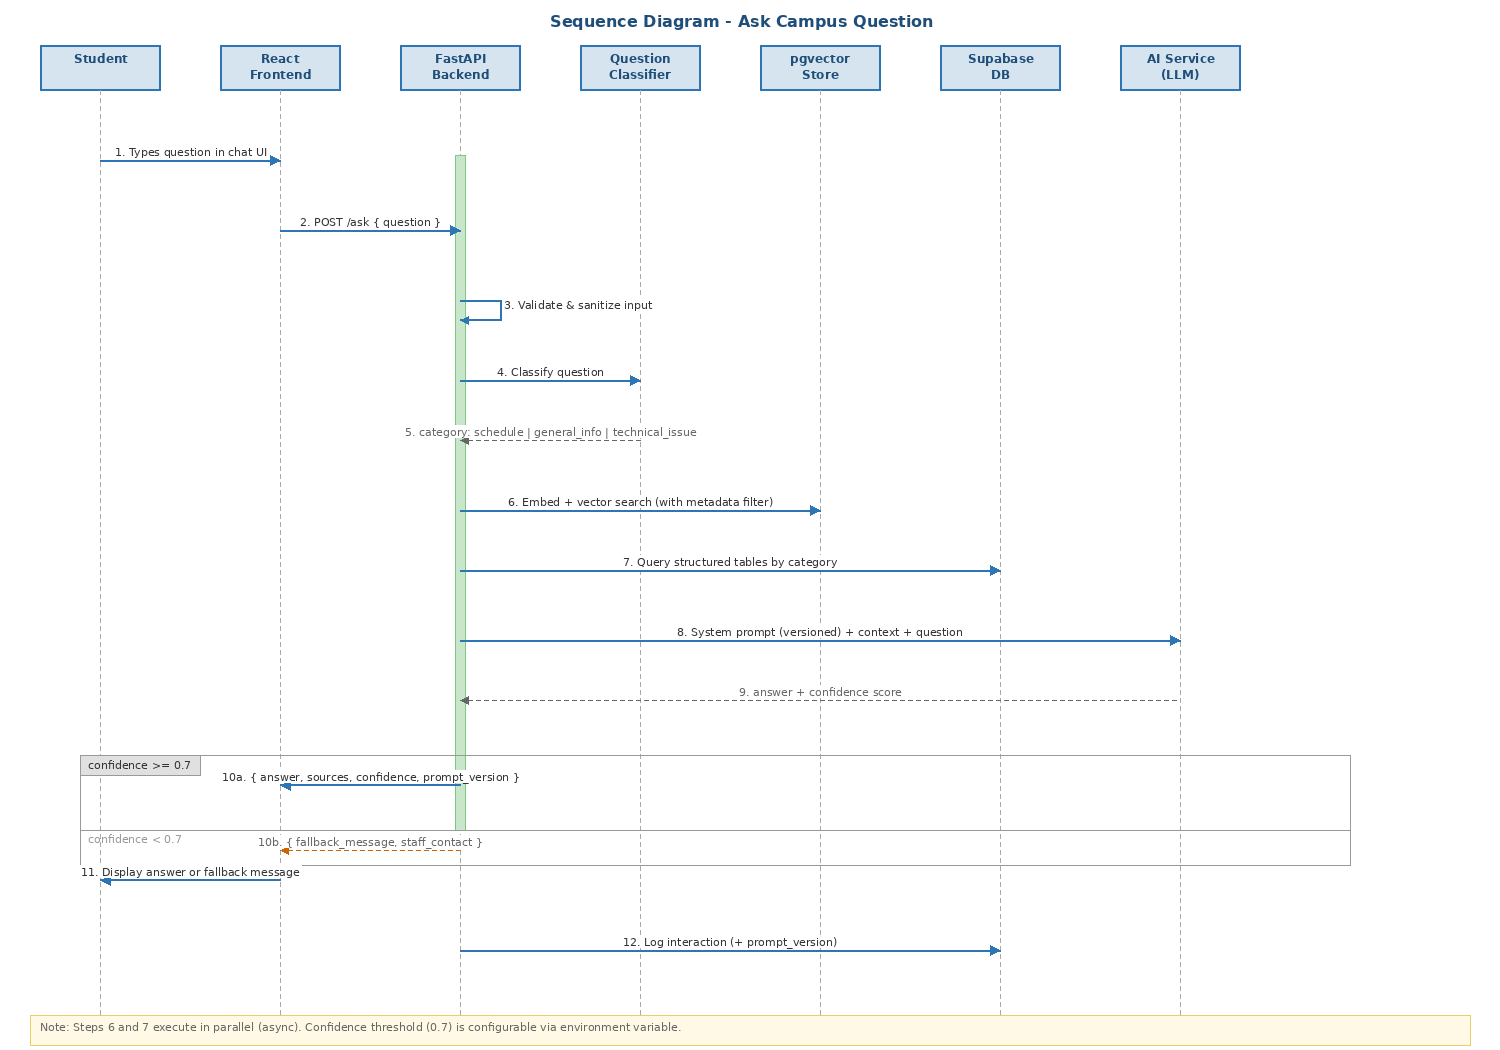 Sequence Diagram - Ask Campus Question
Student
React
Frontend
FastAPI
Backend
Question
Classifier
pgvector
Store
Supabase
DB
AI Service
(LLM)
1. Types question in chat UI
2. POST /ask { question }
3. Validate & sanitize input
4. Classify question
5. category: schedule | general_info | technical_issue
6. Embed + vector search (with metadata filter)
7. Query structured tables by category
8. System prompt (versioned) + context + question
9. answer + confidence score
confidence >= 0.7
10a. { answer, sources, confidence, prompt_version }
confidence < 0.7
10b. { fallback_message, staff_contact }
11. Display answer or fallback message
12. Log interaction (+ prompt_version)
Note: Steps 6 and 7 execute in parallel (async). Confidence threshold (0.7) is configurable via environment variable.